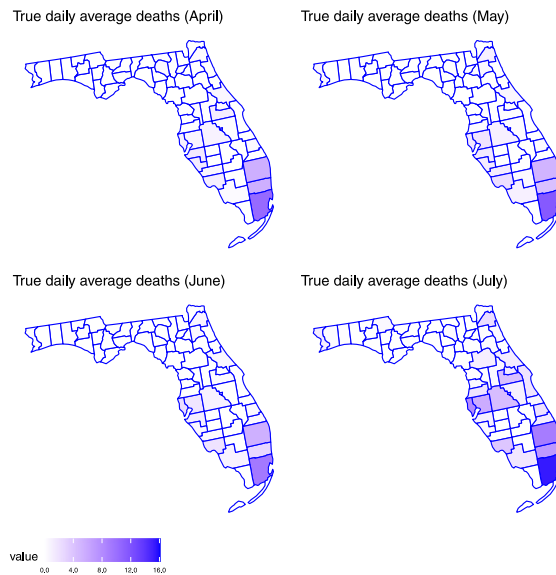 True daily average deaths (April)
True daily average deaths (May)
True daily average deaths (June)
True daily average deaths (July)
value
0,0 4,0 8,0 12,0 16,0